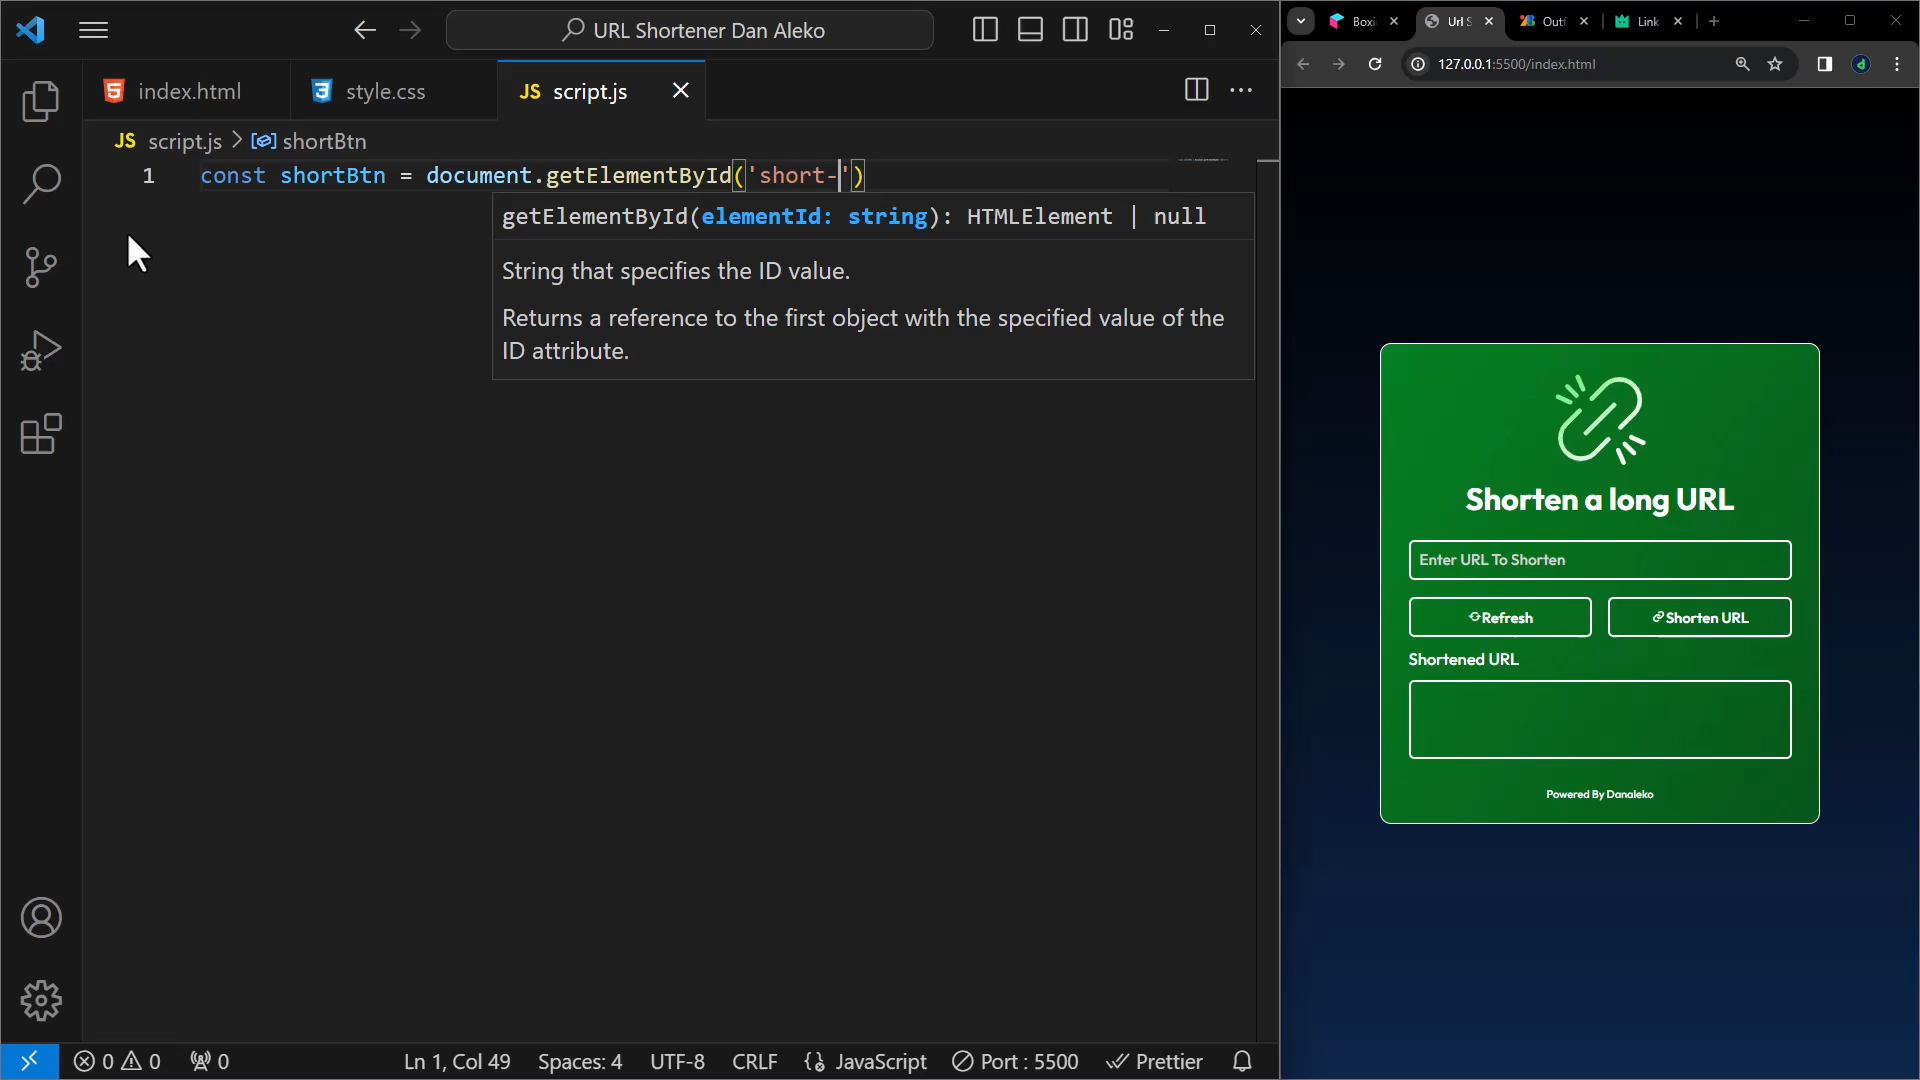 URL Shortener Dan Aleko
index.html
style.css
JS script.js
JS script.js > shortBtn
1 const shortBtn = document.getElementById('short-')
getElementById(elementId: string): HTMLElement | null
String that specifies the ID value.
Returns a reference to the first object with the specified value of the
ID attribute.
0 0 0 Ln 1, Col 49 Spaces: 4 UTF-8 CRLF JavaScript Port : 5500 Prettier
Boxi Url S Outf Link
127.0.0.1:5500/index.html
d
Shorten a long URL
Enter URL To Shorten
Refresh Shorten URL
Shortened URL
Powered By Danaleko